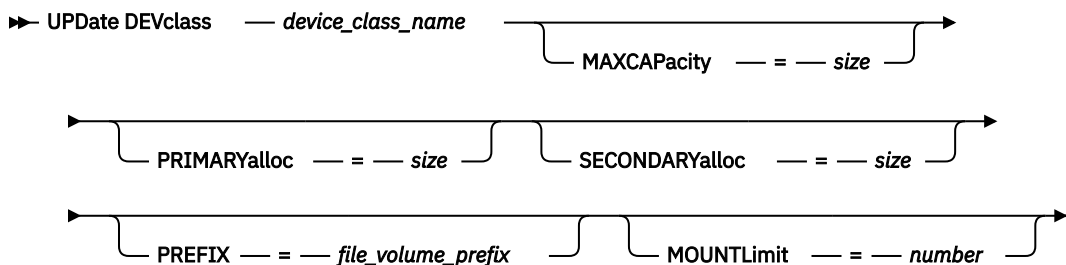 UPDate DEVclass — device_class_name
MAXCAPacity — = — size
PRIMARYalloc — = — size SECONDARYalloc — = — size
PREFIX — = — file_volume_prefix MOUNTLimit — = — number